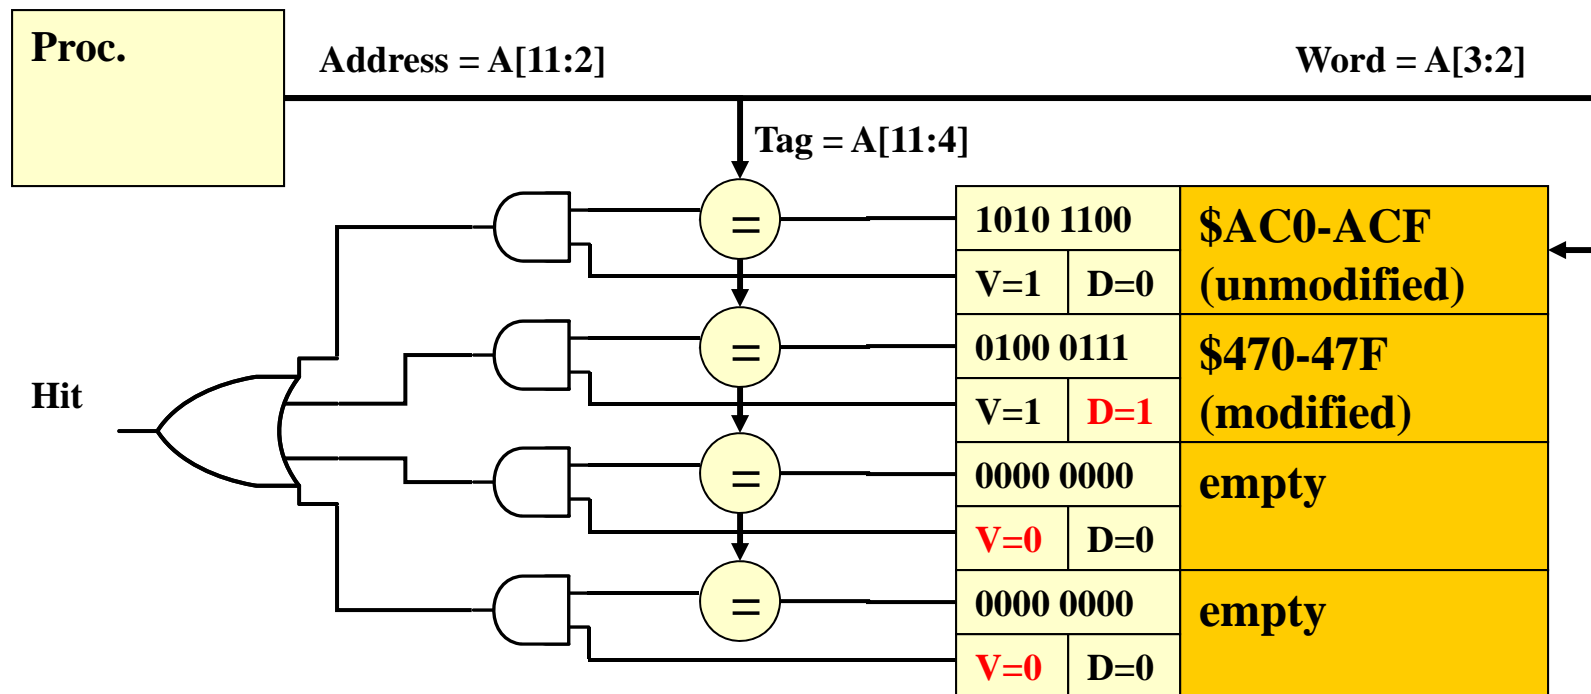 Proc.
Address = A[11:2]
Word = A[3:2]
Tag = A[11:4]
=
1010 1100
V=1 D=0
$AC0-ACF
(unmodified)
=
0100 0111
V=1 D=1
$470-47F
(modified)
Hit
=
0000 0000
V=0 D=0
empty
=
0000 0000
V=0 D=0
empty